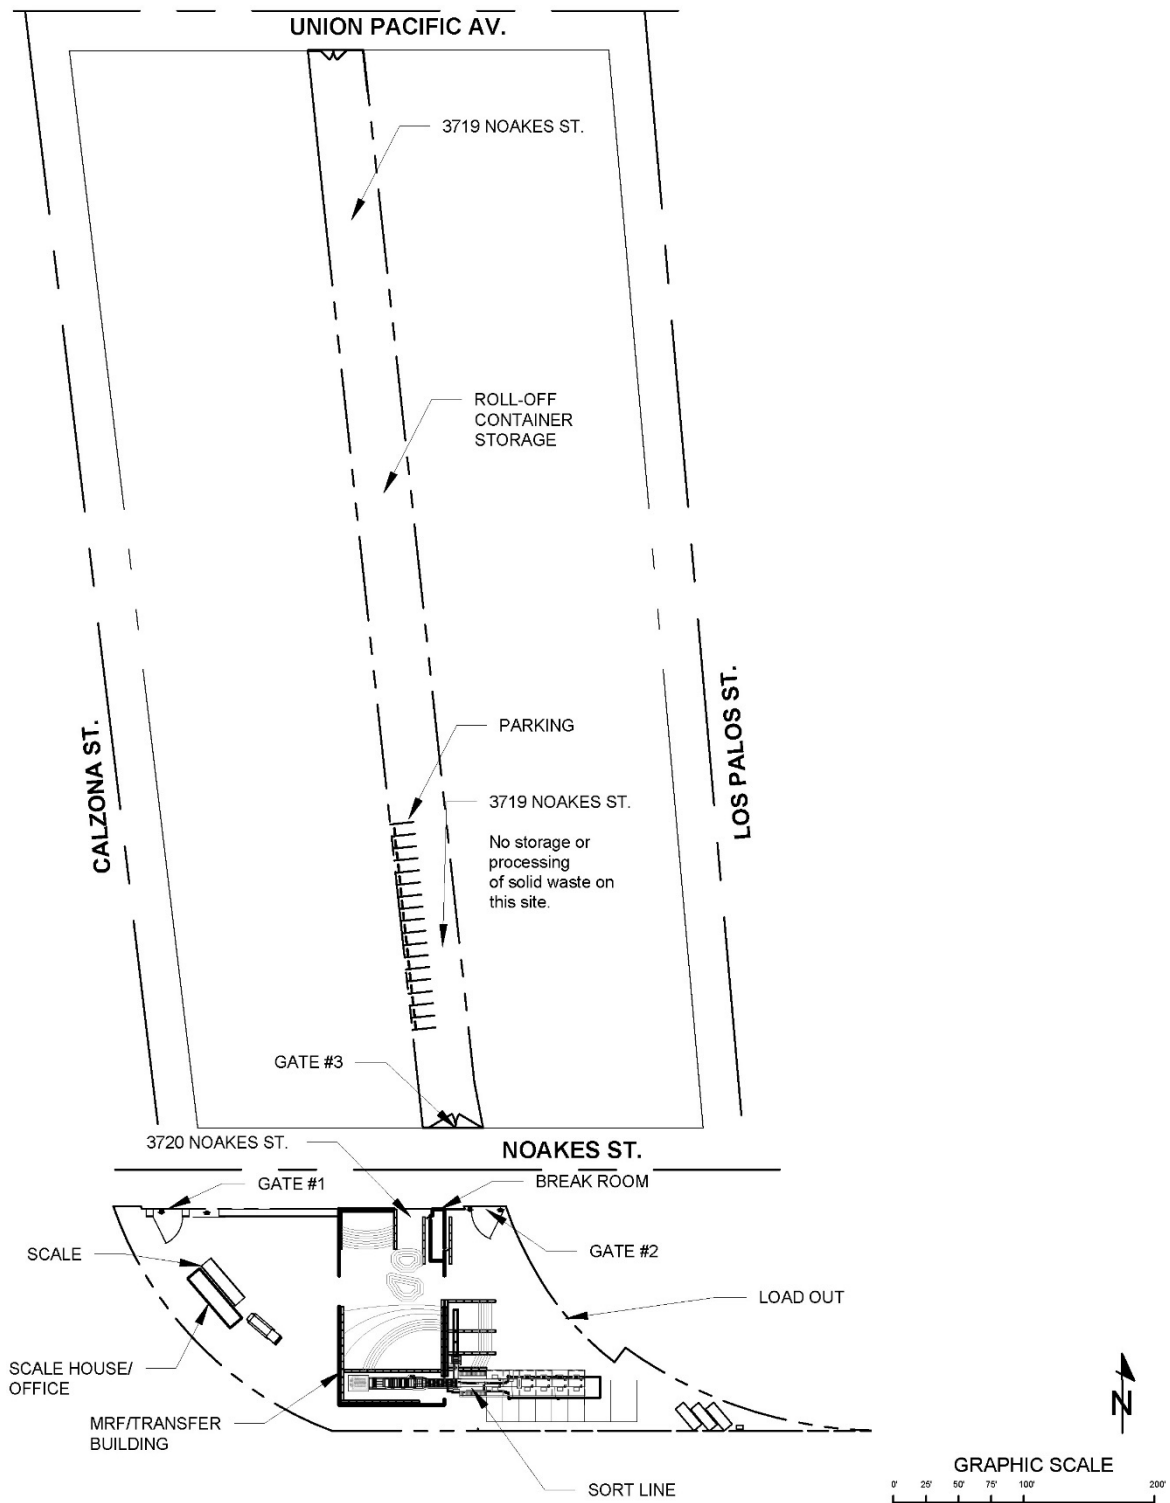 UNION PACIFIC AV.
3719 NOAKES ST.
ROLL-OFF
CONTAINER
STORAGE
PARKING
CALZONA ST.
LOS PALOS ST.
3719 NOAKES ST.
No storage or
processing
of solid waste on
this site.
GATE #3
3720 NOAKES ST.
NOAKES ST.
GATE #1
BREAK ROOM
SCALE
GATE #2
LOAD OUT
SCALE HOUSE/
OFFICE
MRF/TRANSFER
BUILDING
SORT LINE
N
GRAPHIC SCALE
0' 25' 50' 75' 100' 200'